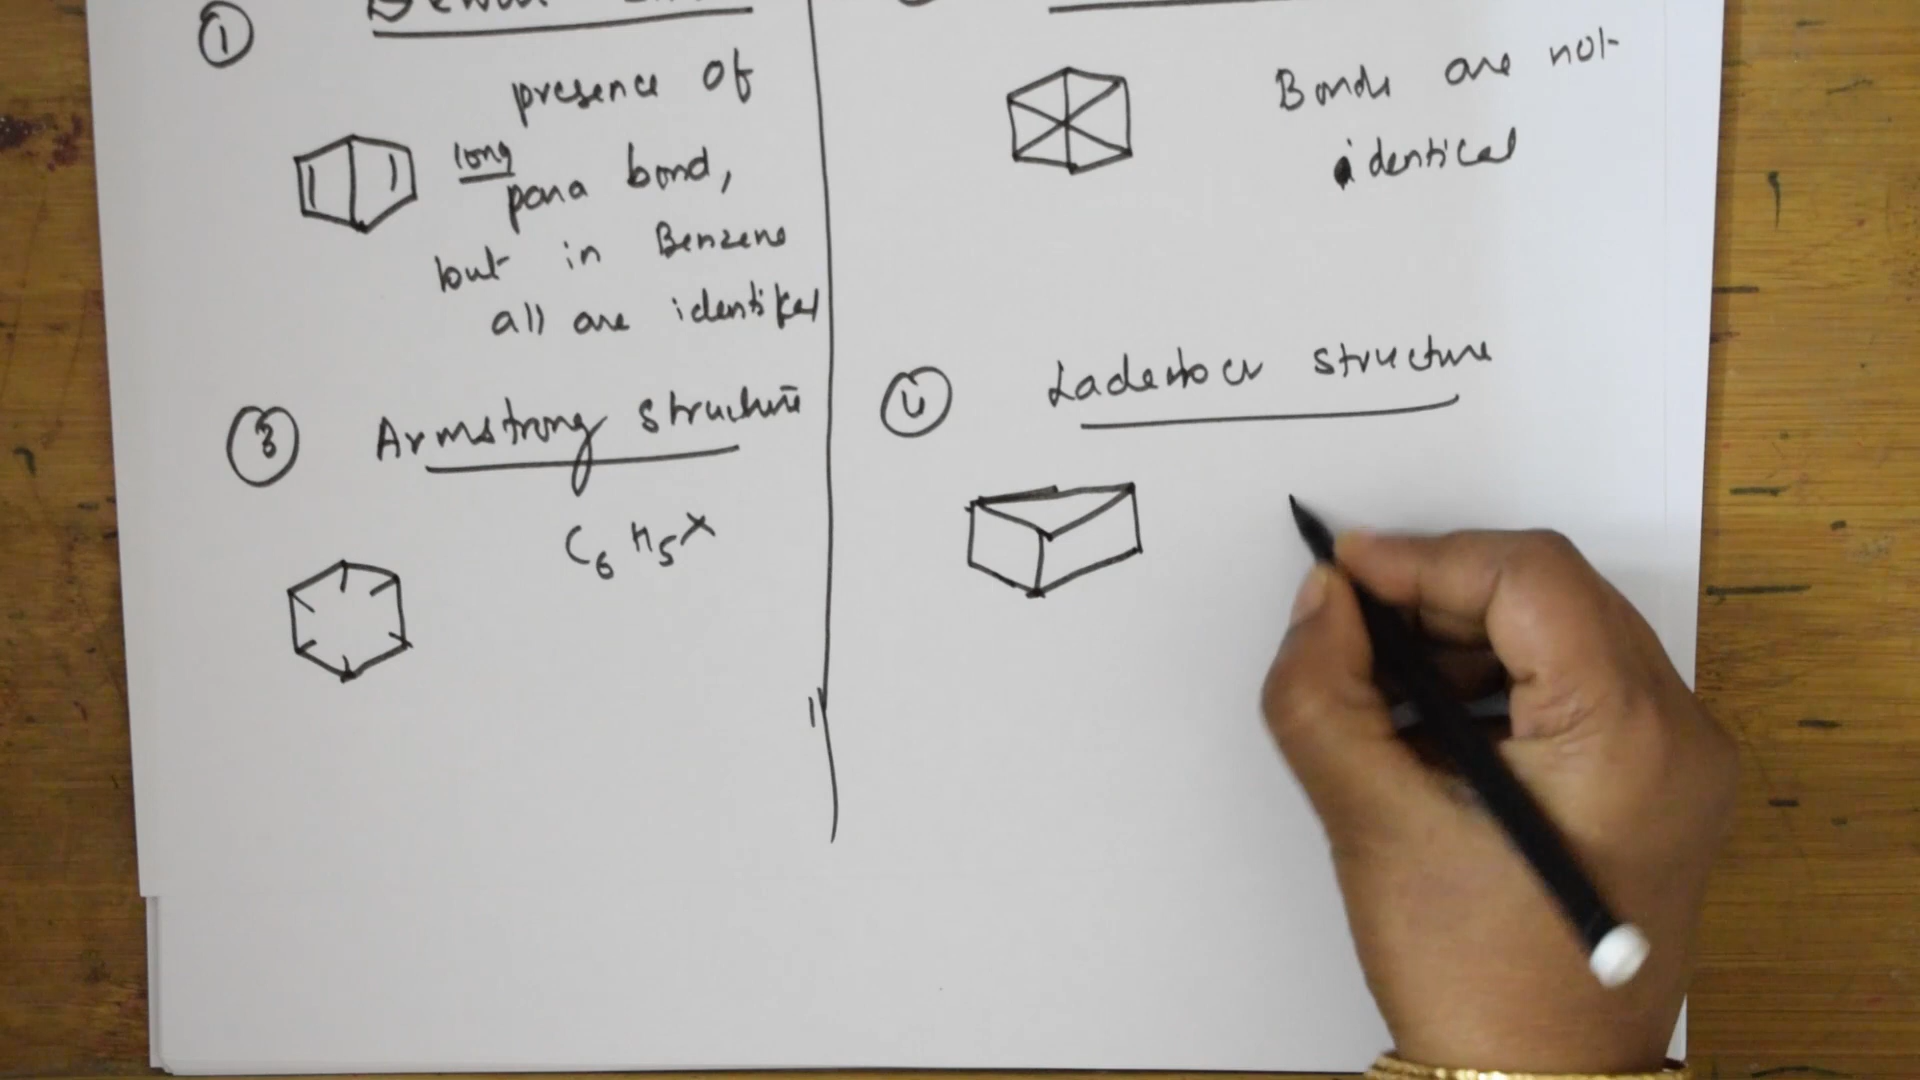 ①
presence of
long
para bond,
but in Benzene
all are identical
Bonds are not
identical
③ Armstrong structure
C6H5X
④ structure